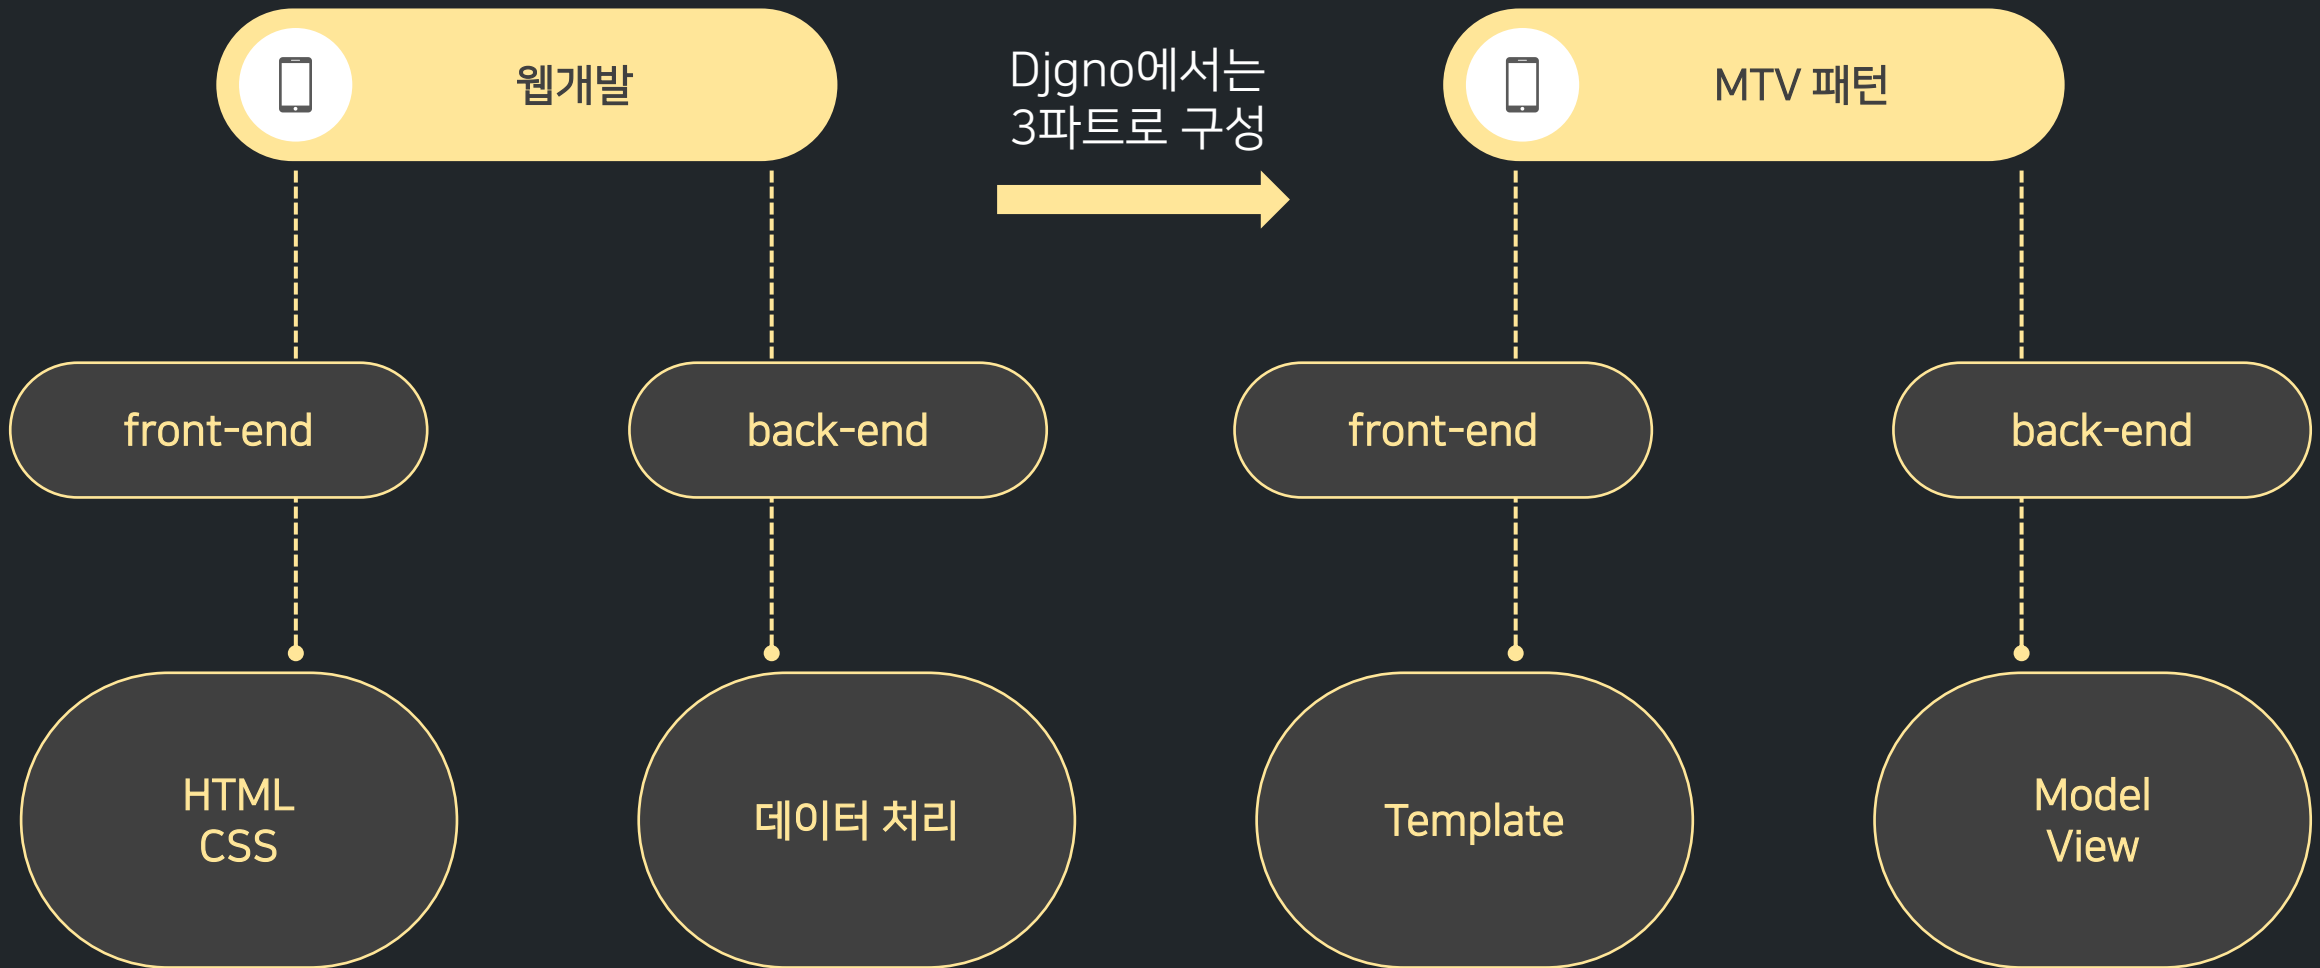 웹개발
Djgno에서는
3파트로 구성
MTV 패턴
front-end
back-end
front-end
back-end
HTML
CSS
데이터 처리
Template
Model
View